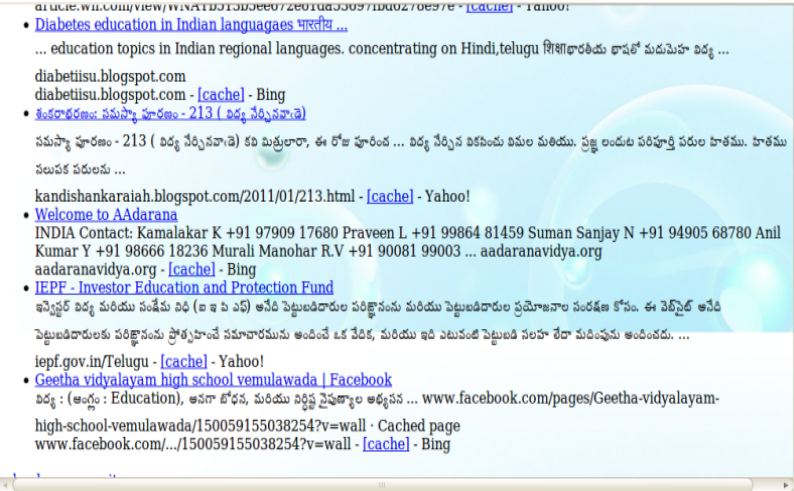 Diabetes education in Indian languagaes भारतीय ...
... education topics in Indian regional languages. concentrating on Hindi,telugu शिक्षाభారతీయ భాషలో మదుమెహ విద్య ...
diabetiisu.blogspot.com
diabetiisu.blogspot.com - [cache] - Bing
శంకరాభరణం: సమస్యా పూరణం - 213 ( విద్య నేర్చినవాఁడె)
సమస్యా పూరణం - 213 ( విద్య నేర్చినవాఁడె) కవి మిత్రులారా, ఈ రోజు పూరించ ... విద్య నేర్చిన వికసించు విమల మతియు. ప్రజ్ఞ లందుట పరిపూర్తి పరుల హితము. హితము
సలుపక పరులను ...
kandishankaraiah.blogspot.com/2011/01/213.html - [cache] - Yahoo!
Welcome to AAdarana
INDIA Contact: Kamalakar K +91 97909 17680 Praveen L +91 99864 81459 Suman Sanjay N +91 94905 68780 Anil
Kumar Y +91 98666 18236 Murali Manohar R.V +91 90081 99003 ... aadaranavidya.org
aadaranavidya.org - [cache] - Bing
IEPF - Investor Education and Protection Fund
ఇన్వెస్టర్ విద్య మరియు సంక్షేమ నిధి (ఐ ఇ పి ఎఫ్) అనేది పెట్టుబడిదారుల పరిజ్ఞానంను మరియు పెట్టుబడిదారుల ప్రయోజనాల సంరక్షణ కోసం. ఈ వెబ్‌సైట్ అనేది
పెట్టుబడిదారులకు పరిజ్ఞానంను ప్రోత్సహించే సమాచారమును అందించే ఒక వేదిక, మరియు ఇది ఎటువంటి పెట్టుబడి సలహా లేదా మదింపును అందించదు. ...
iepf.gov.in/Telugu - [cache] - Yahoo!
Geetha vidyalayam high school vemulawada | Facebook
విద్య : (ఆంగ్లం : Education), అనగా బోధన, మరియు నిర్ధిష్ట నైపుణ్యాల అభ్యసన ... www.facebook.com/pages/Geetha-vidyalayam-
high-school-vemulawada/150059155038254?v=wall · Cached page
www.facebook.com/.../150059155038254?v=wall - [cache] - Bing